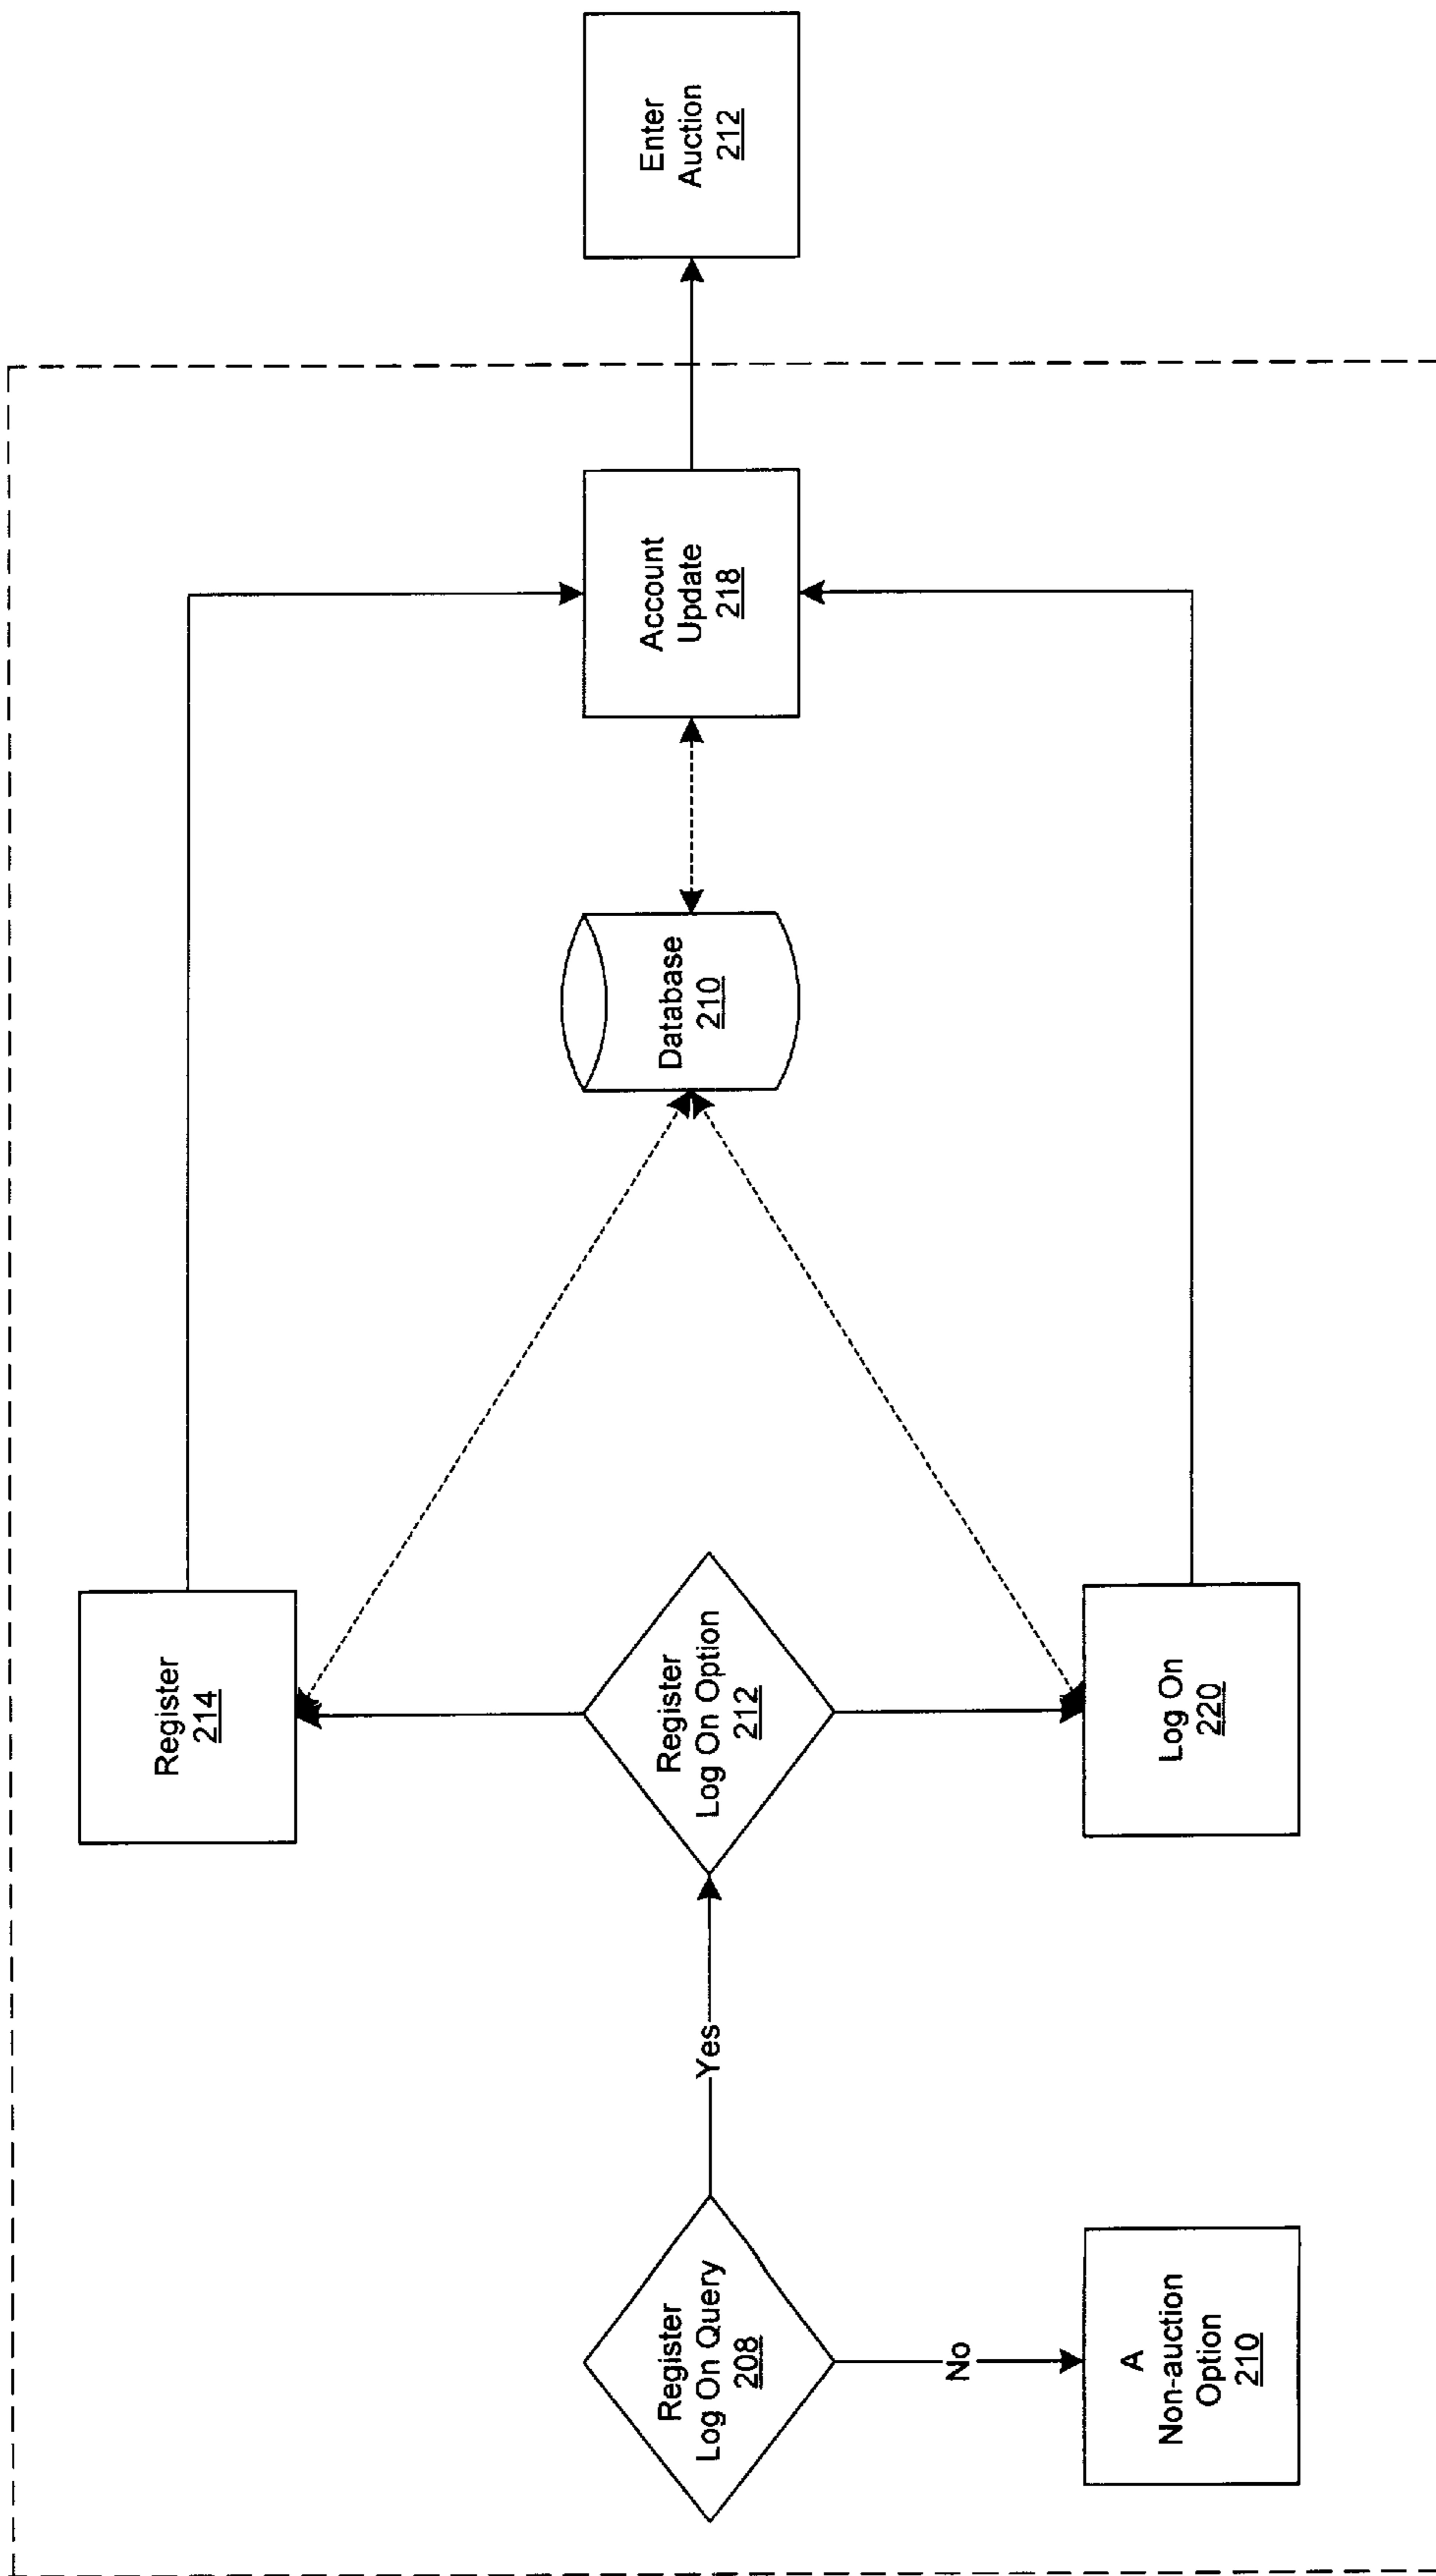 Register
Log On Query
208
Yes
No
A
Non-auction
Option
210
Register
214
Register
Log On Option
212
Log On
220
Database
210
Account
Update
218
Enter
Auction
212